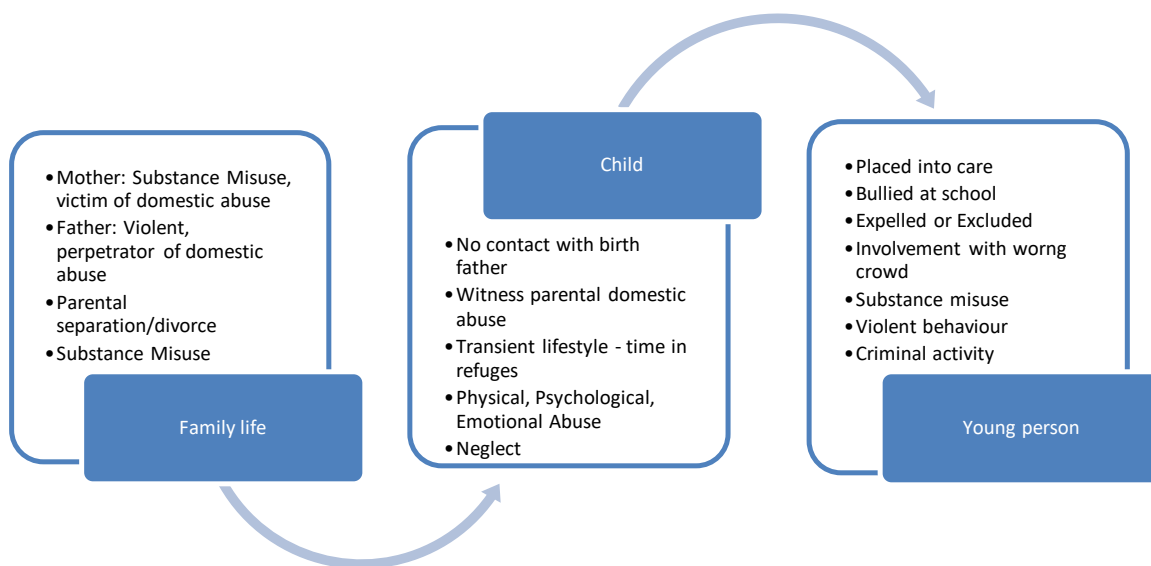 •Mother: Substance Misuse,
victim of domestic abuse
•Father: Violent,
perpetrator of domestic
abuse
•Parental
separation/divorce
•Substance Misuse
Family life
Child
•No contact with birth
father
•Witness parental domestic
abuse
•Transient lifestyle - time in
refuges
•Physical, Psychological,
Emotional Abuse
•Neglect
•Placed into care
•Bullied at school
•Expelled or Excluded
•Involvement with worng
crowd
•Substance misuse
•Violent behaviour
•Criminal activity
Young person